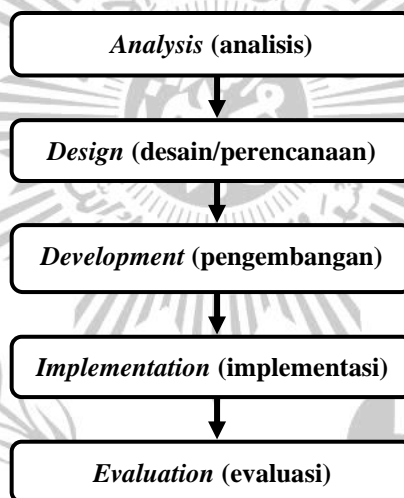 Analysis (analisis)
Design (desain/perencanaan)
Development (pengembangan)
Implementation (implementasi)
Evaluation (evaluasi)